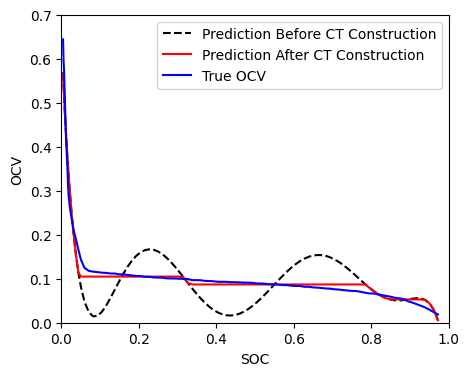 Prediction Before CT Construction
Prediction After CT Construction
True OCV
OCV
0.7
0.6
0.5
0.4
0.3
0.2
0.1
0.0
0.0 0.2 0.4 0.6 0.8 1.0
SOC